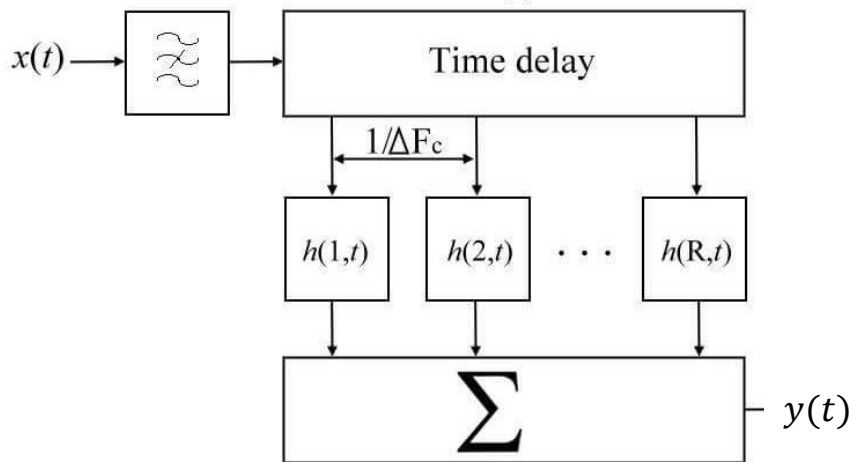 x(t)
Time delay
1/ΔFc
h(1,t) h(2,t) · · · h(R,t)
Σ
y(t)